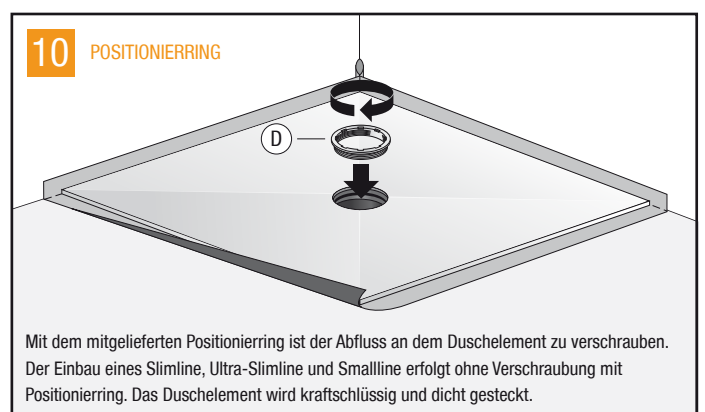 10 POSITIONIERRING
D
Mit dem mitgelieferten Positionierring ist der Abfluss an dem Duschelement zu verschrauben.
Der Einbau eines Slimline, Ultra-Slimline und Smallline erfolgt ohne Verschraubung mit
Positionierring. Das Duschelement wird kraftschlüssig und dicht gesteckt.